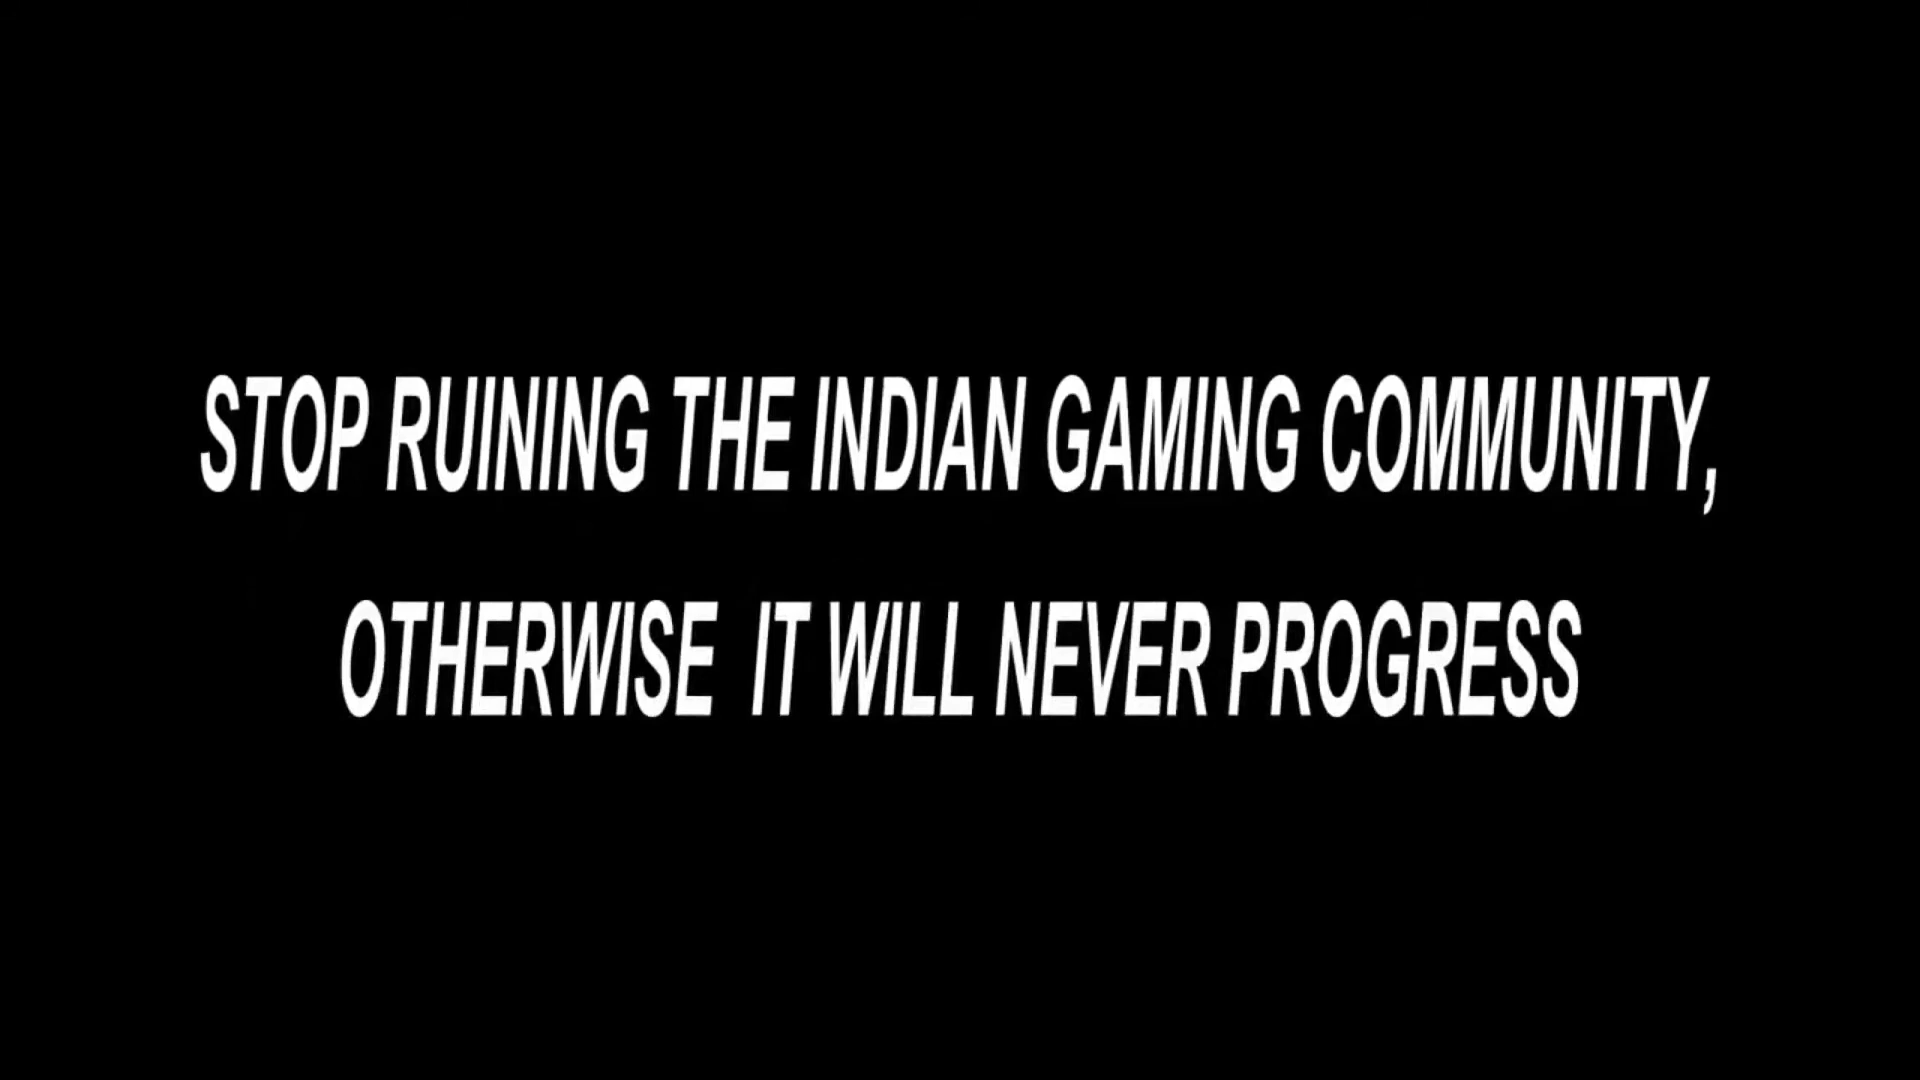 STOP RUINING THE INDIAN GAMING COMMUNITY,
OTHERWISE  IT WILL NEVER PROGRESS